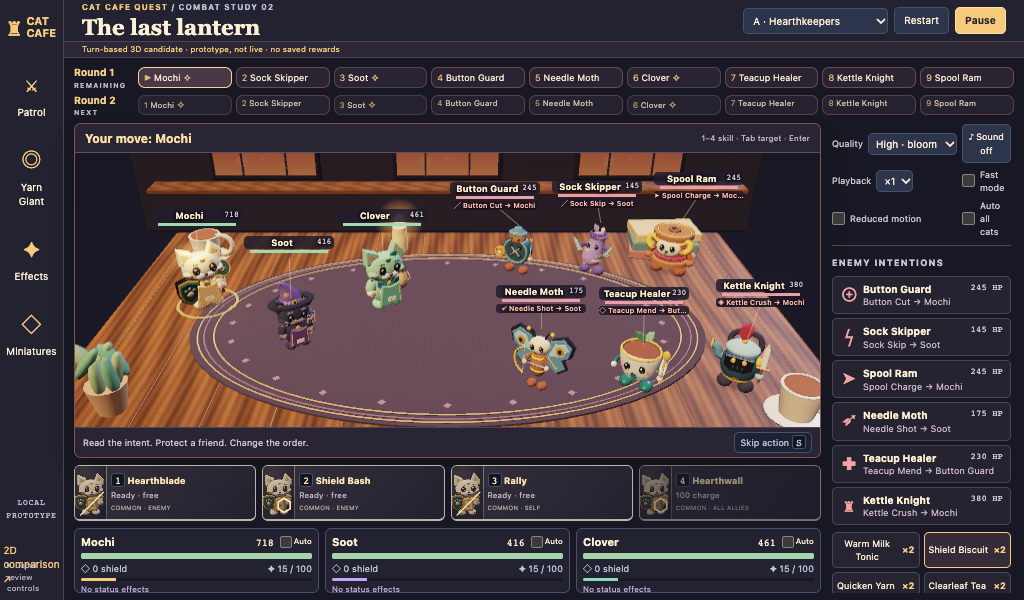 CAT
CAFE
Patrol
Yarn
Giant
Effects
Miniatures
LOCAL
PROTOTYPE
2D
comparison
review
controls
CAT CAFE QUEST / COMBAT STUDY 02
The last lantern
A · Hearthkeepers
Restart
Pause
Turn-based 3D candidate · prototype, not live · no saved rewards
Round 1
REMAINING
▶ Mochi ✧
2 Sock Skipper
3 Soot ✧
4 Button Guard
5 Needle Moth
6 Clover ✧
7 Teacup Healer
8 Kettle Knight
9 Spool Ram
Round 2
NEXT
1 Mochi ✧
2 Sock Skipper
3 Soot ✧
4 Button Guard
5 Needle Moth
6 Clover ✧
7 Teacup Healer
8 Kettle Knight
9 Spool Ram
Your move: Mochi
1–4 skill · Tab target · Enter
Mochi 718
Soot 416
Clover 461
Button Guard 245
Button Cut → Mochi
Sock Skipper 145
Sock Skip → Soot
Spool Ram 245
Spool Charge → Moc...
Needle Moth 175
Needle Shot → Soot
Teacup Healer 230
Teacup Mend → But...
Kettle Knight 380
Kettle Crush → Mochi
Read the intent. Protect a friend. Change the order.
Skip action S
1 Hearthblade
Ready · free
COMMON · ENEMY
2 Shield Bash
Ready · free
COMMON · ENEMY
3 Rally
Ready · free
COMMON · SELF
4 Hearthwall
100 charge
COMMON · ALL ALLIES
Mochi 718 Auto
◇ 0 shield ✦ 15 / 100
No status effects
Soot 416 Auto
◇ 0 shield ✦ 15 / 100
No status effects
Clover 461 Auto
◇ 0 shield ✦ 15 / 100
No status effects
Quality High · bloom
♪ Sound
off
Playback x1
Fast
mode
Reduced motion
Auto
all
cats
ENEMY INTENTIONS
Button Guard 245 HP
Button Cut → Mochi
Sock Skipper 145 HP
Sock Skip → Soot
Spool Ram 245 HP
Spool Charge → Mochi
Needle Moth 175 HP
Needle Shot → Soot
Teacup Healer 230 HP
Teacup Mend → Button Guard
Kettle Knight 380 HP
Kettle Crush → Mochi
Warm Milk
Tonic ×2
Shield Biscuit ×2
Quicken Yarn ×2
Clearleaf Tea ×2